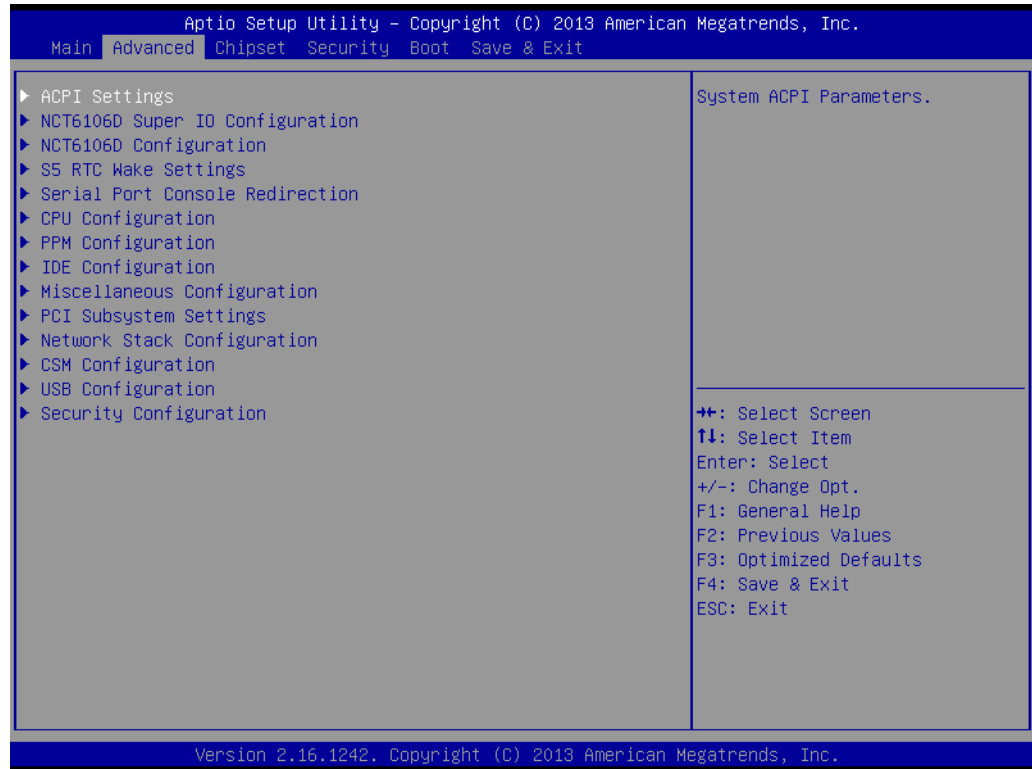 Aptio Setup Utility – Copyright (C) 2013 American Megatrends, Inc.
Main Advanced Chipset Security Boot Save & Exit
► ACPI Settings
► NCT6106D Super IO Configuration
► NCT6106D Configuration
► S5 RTC Wake Settings
► Serial Port Console Redirection
► CPU Configuration
► PPM Configuration
► IDE Configuration
► Miscellaneous Configuration
► PCI Subsystem Settings
► Network Stack Configuration
► CSM Configuration
► USB Configuration
► Security Configuration
System ACPI Parameters.
→←: Select Screen
↑↓: Select Item
Enter: Select
+/-: Change Opt.
F1: General Help
F2: Previous Values
F3: Optimized Defaults
F4: Save & Exit
ESC: Exit
Version 2.16.1242. Copyright (C) 2013 American Megatrends, Inc.